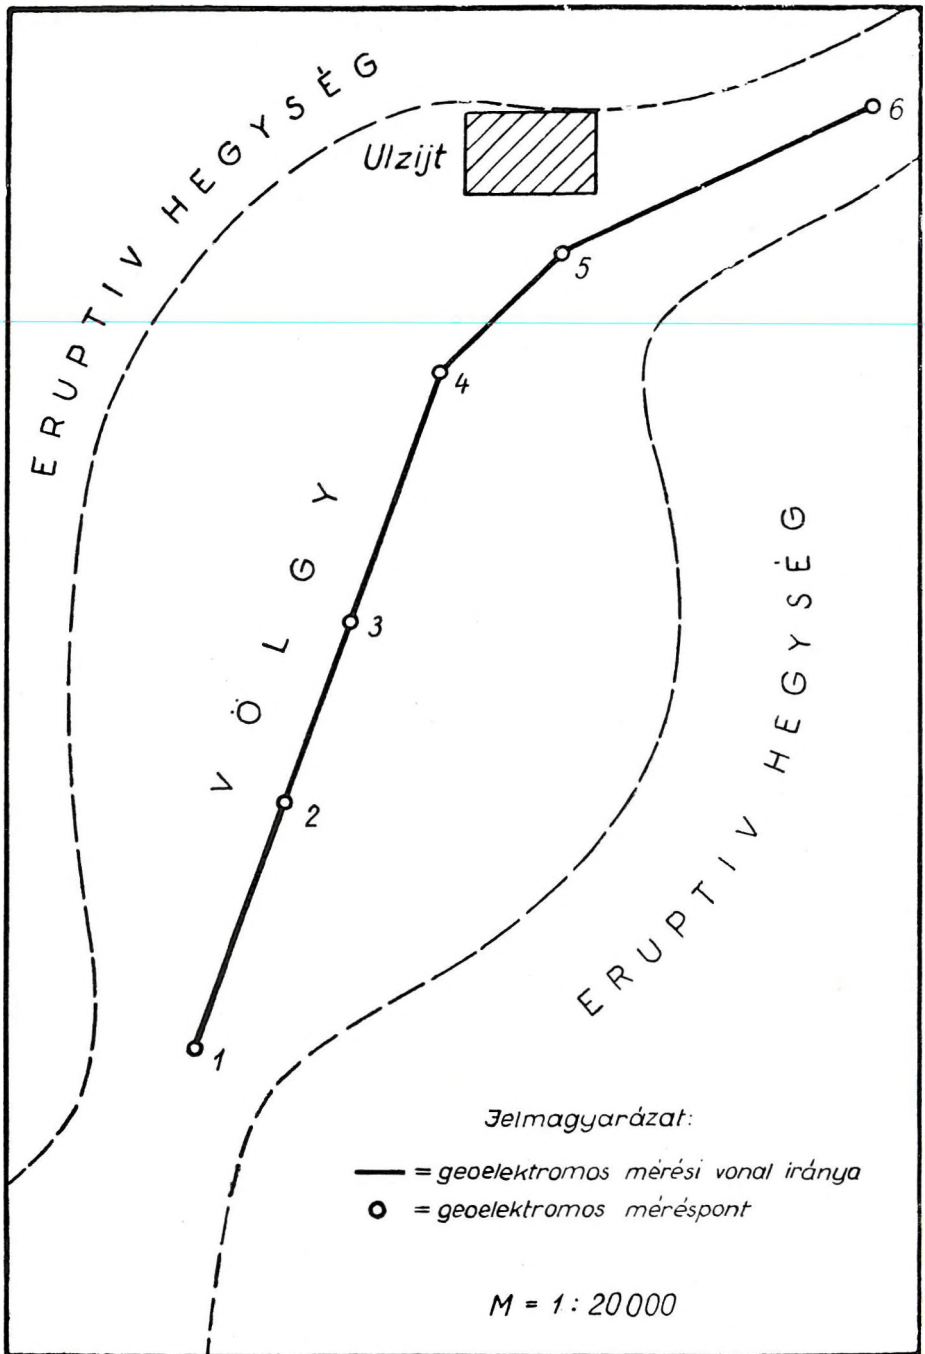 ERUPTIV HEGYSÉG
Ulzijt
6
5
4
VÖLGY
3
2
1
ERUPTIV HEGYSÉG
Jelmagyarázat:
= geoelektromos mérési vonal iránya
= geoelektromos méréspont
M = 1 : 20000